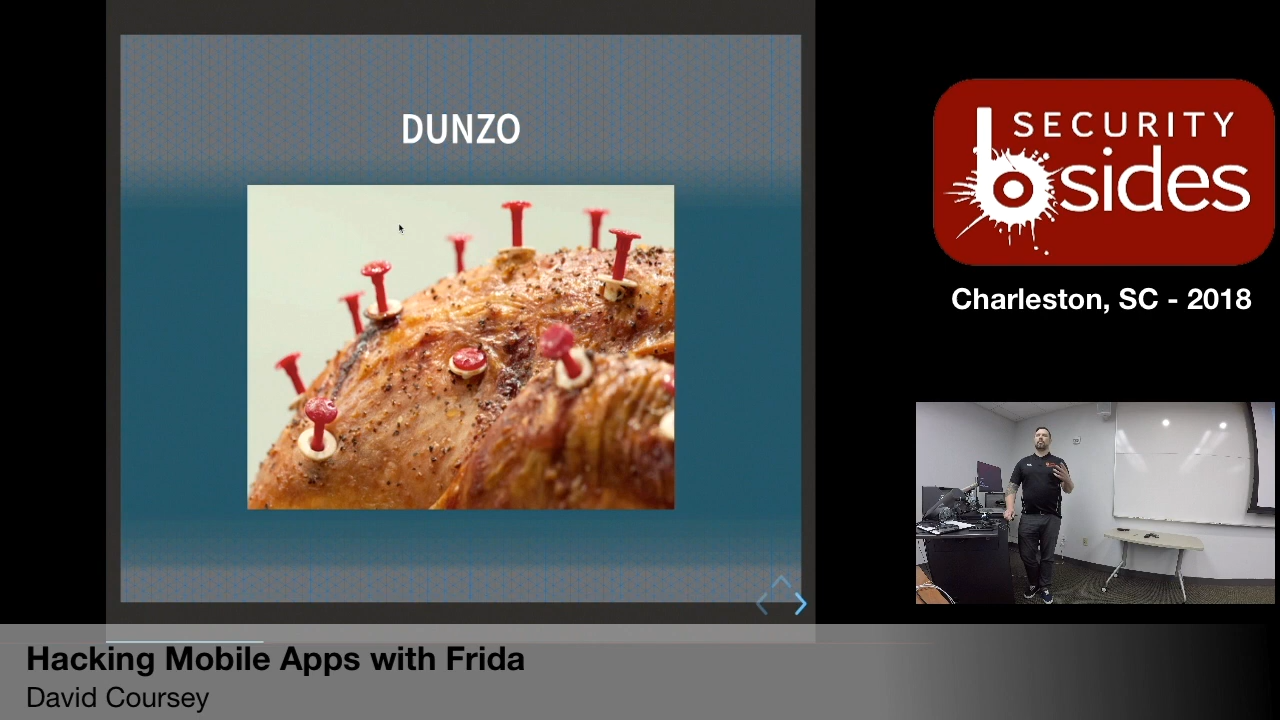 DUNZO
SECURITY
bsides
Charleston, SC - 2018
Hacking Mobile Apps with Frida
David Coursey